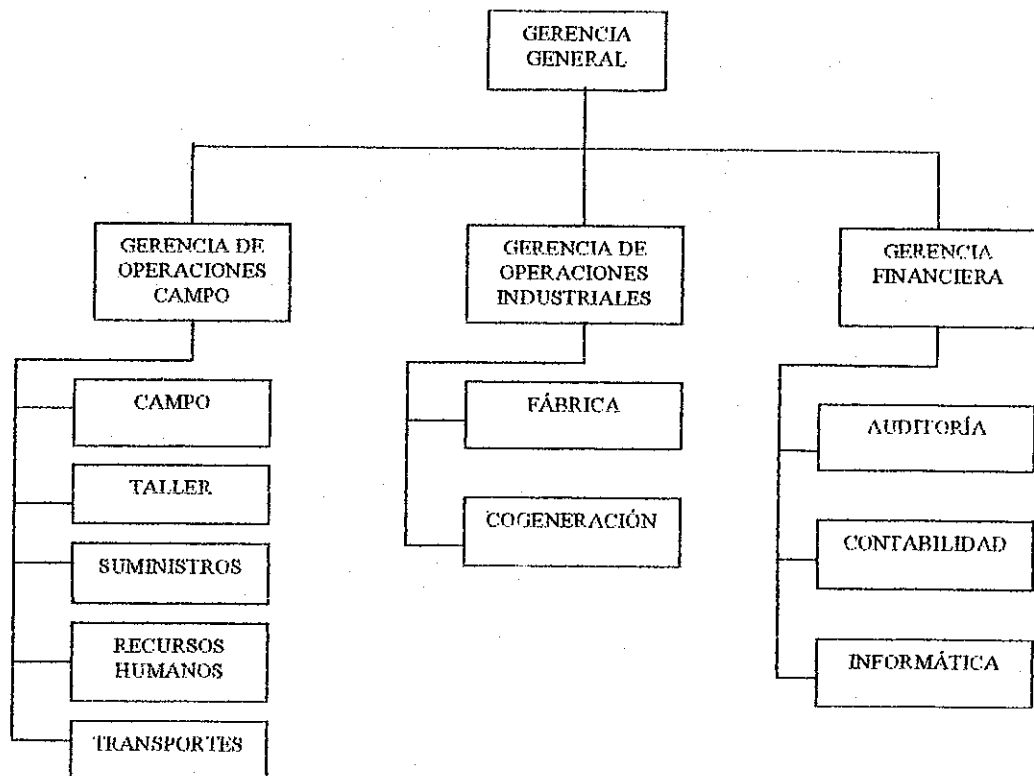 GERENCIA
GENERAL
GERENCIA DE
OPERACIONES
CAMPO
GERENCIA DE
OPERACIONES
INDUSTRIALES
GERENCIA
FINANCIERA
CAMPO
TALLER
SUMINISTROS
RECURSOS
HUMANOS
TRANSPORTES
FÁBRICA
COGENERACIÓN
AUDITORÍA
CONTABILIDAD
INFORMÁTICA